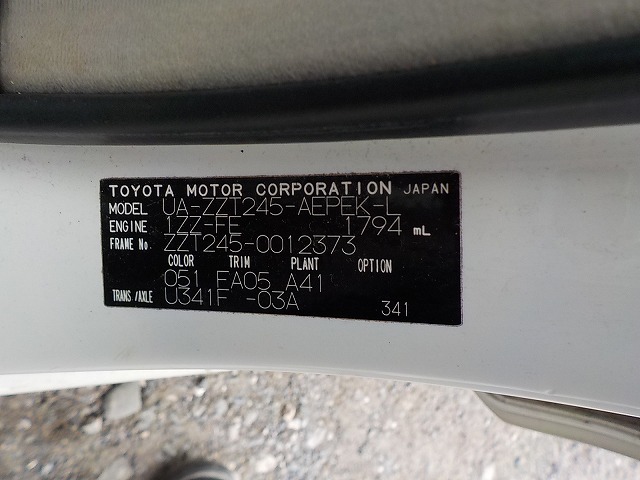 TOYOTA MOTOR CORPORATION JAPAN
MODEL UA-ZZT245-AEPEK-L
ENGINE 1ZZ-FE 1794 mL
FRAME No. ZZT245-0012373
COLOR TRIM PLANT OPTION
051 FA05 A41
TRANS/AXLE U341F -03A 341